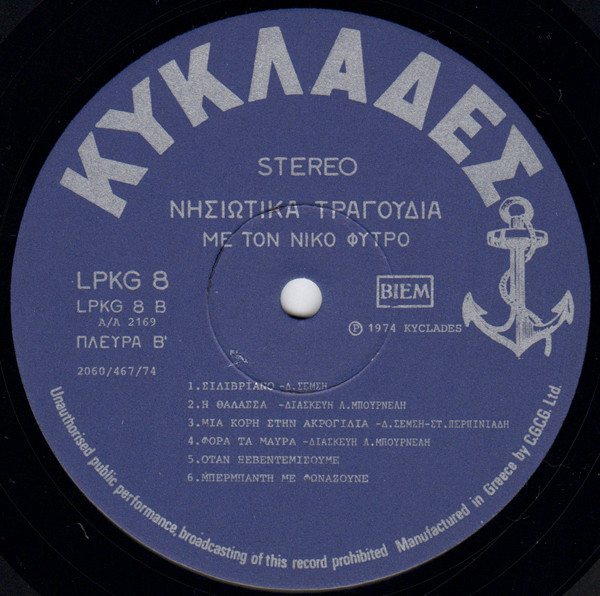 ΚΥΚΛΑΔΕΣ
STEREO
ΝΗΣΙΩΤΙΚΑ ΤΡΑΓΟΥΔΙΑ
ΜΕ ΤΟΝ ΝΙΚΟ ΦΥΤΡΟ
LPKG 8
LPKG 8 B
A/A 2169
ΠΛΕΥΡΑ Β'
2060/467/74
BIEM
Ⓟ 1974 KYCLADES
1.ΣΙΛΙΒΡΙΑΝΟ -Δ.ΣΕΜΣΗ
2.Η ΘΑΛΑΣΣΑ -ΔΙΑΣΚΕΥΗ Λ.ΜΠΟΥΡΝΕΛΗ
3.ΜΙΑ ΚΟΡΗ ΣΤΗΝ ΑΚΡΟΓΙΑΛΙΑ -Δ.ΣΕΜΣΗ-ΣΤ.ΠΕΡΠΙΝΙΑΔΗ
4.ΦΟΡΑ ΤΑ ΜΑΥΡΑ -ΔΙΑΣΚΕΥΗ Λ.ΜΠΟΥΡΝΕΛΗ
5.ΟΤΑΝ ΞΕΒΕΝΤΕΜΙΣΟΥΜΕ
6.ΜΠΕΡΜΠΑΝΤΗ ΜΕ ΦΩΝΑΖΟΥΝΕ
Unauthorised public performance, broadcasting of this record prohibited Manufactured in Greece by C.G.C.G. Ltd.